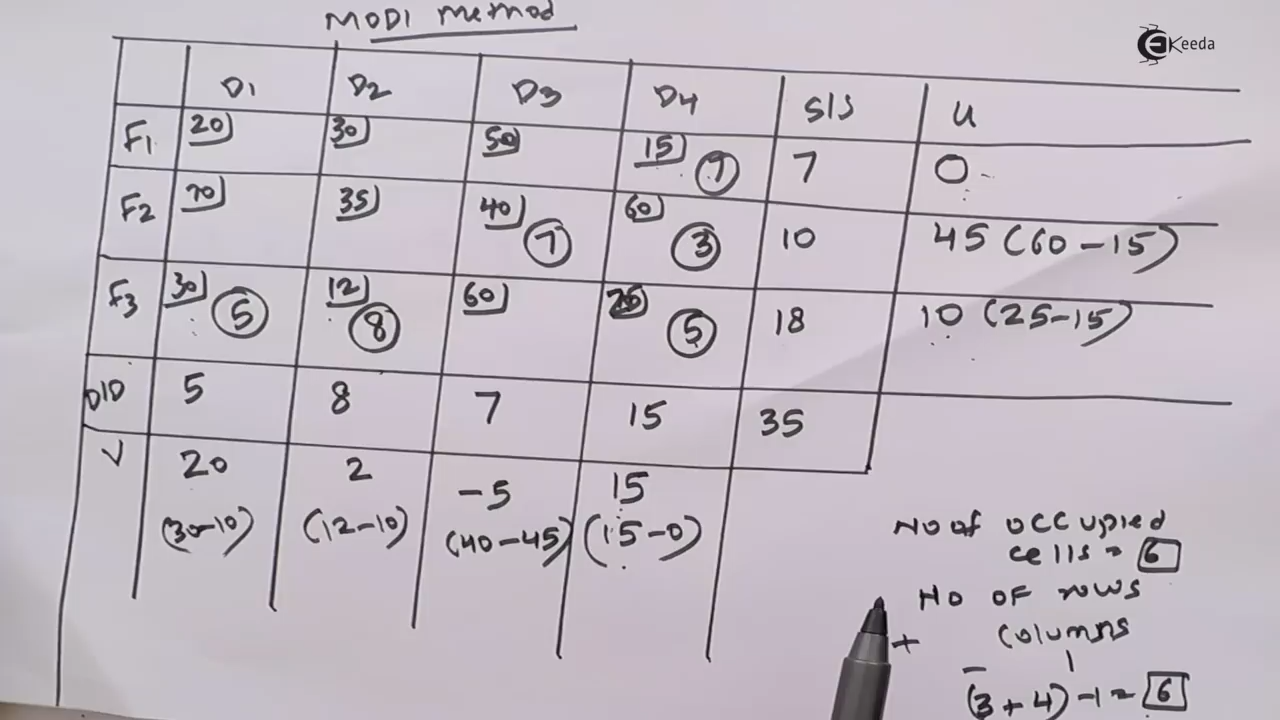 MODI Method
EKeeda
D1 D2 D3 D4 S/S U
F1 20 30 50 15 7 7 0
F2 70 35 40 7 60 3 10 45 (60-15)
F3 30 5 12 8 60 25 5 18 10 (25-15)
D/D 5 8 7 15 35
V 20 2 -5 15
(30-10) (12-10) (40-45) (15-0)
No of occupied
cells = 6
No of rows
+ columns
- 1
(3+4)-1 = 6